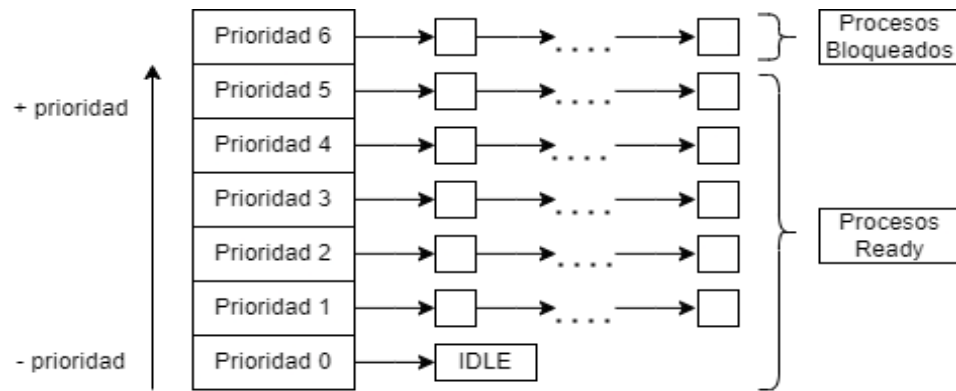 Prioridad 6
Procesos
Bloqueados
+ prioridad
Prioridad 5
Prioridad 4
Prioridad 3
Prioridad 2
Procesos
Ready
Prioridad 1
- prioridad
Prioridad 0
IDLE